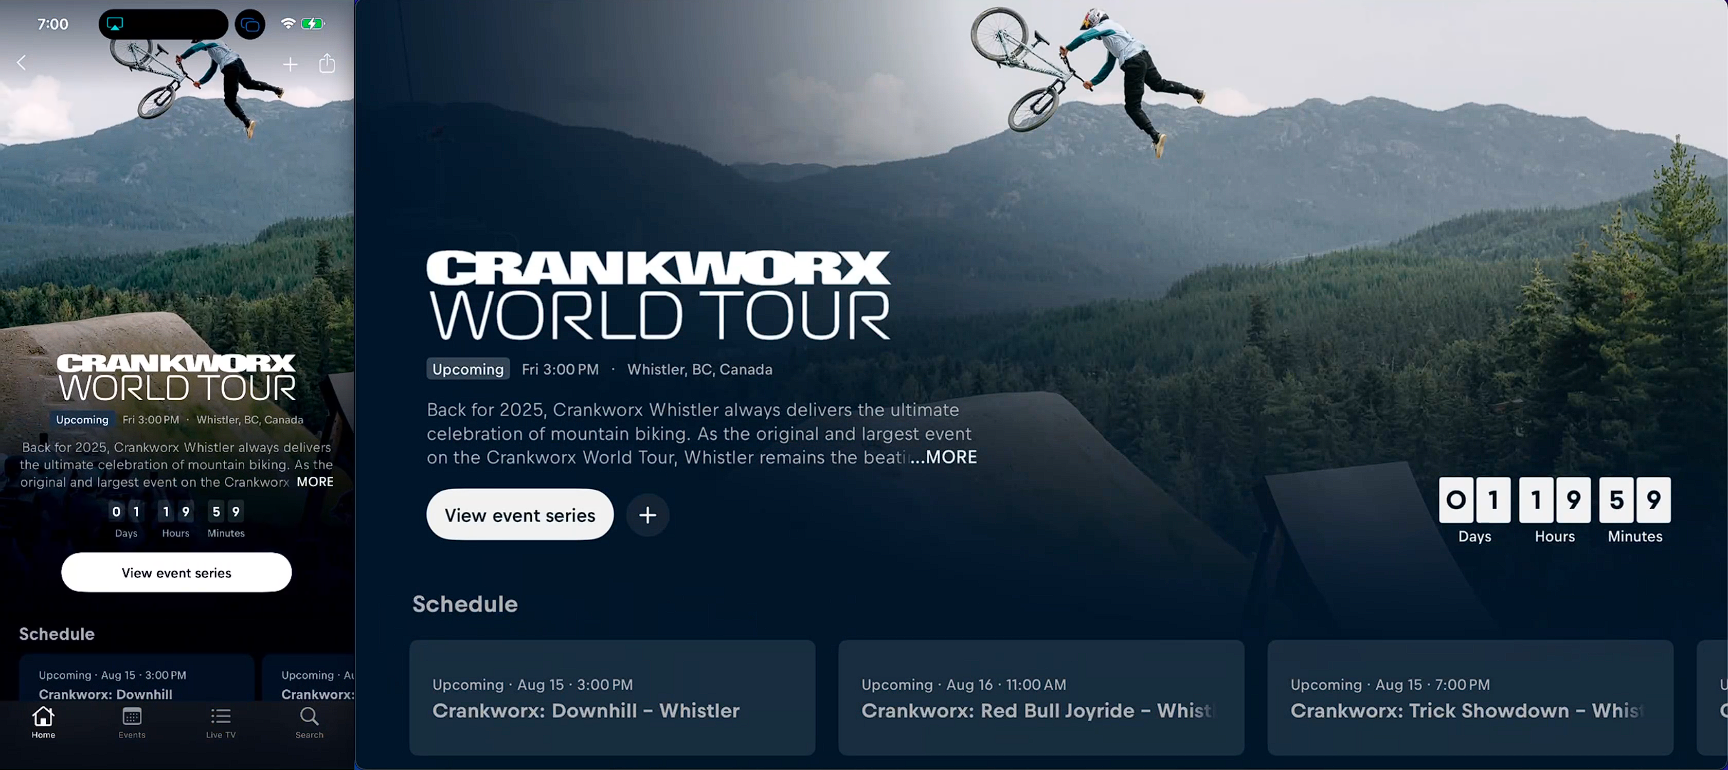 7:00
CRANKWORX
WORLD TOUR
Upcoming Fri 3:00 PM · Whistler, BC, Canada
Back for 2025, Crankworx Whistler always delivers
the ultimate celebration of mountain biking. As the
original and largest event on the Crankworx MORE
0 1 1 9 5 9
Days Hours Minutes
View event series
Schedule
Upcoming · Aug 15 · 3:00 PM
Crankworx: Downhill
Upcoming · Au
Crankworx:
Home Events Live TV Search
CRANKWORX
WORLD TOUR
Upcoming Fri 3:00 PM · Whistler, BC, Canada
Back for 2025, Crankworx Whistler always delivers the ultimate
celebration of mountain biking. As the original and largest event
on the Crankworx World Tour, Whistler remains the beati...MORE
View event series
0 1 1 9 5 9
Days Hours Minutes
Schedule
Upcoming · Aug 15 · 3:00 PM
Crankworx: Downhill – Whistler
Upcoming · Aug 16 · 11:00 AM
Crankworx: Red Bull Joyride – Whist
Upcoming · Aug 15 · 7:00 PM
Crankworx: Trick Showdown – Whis